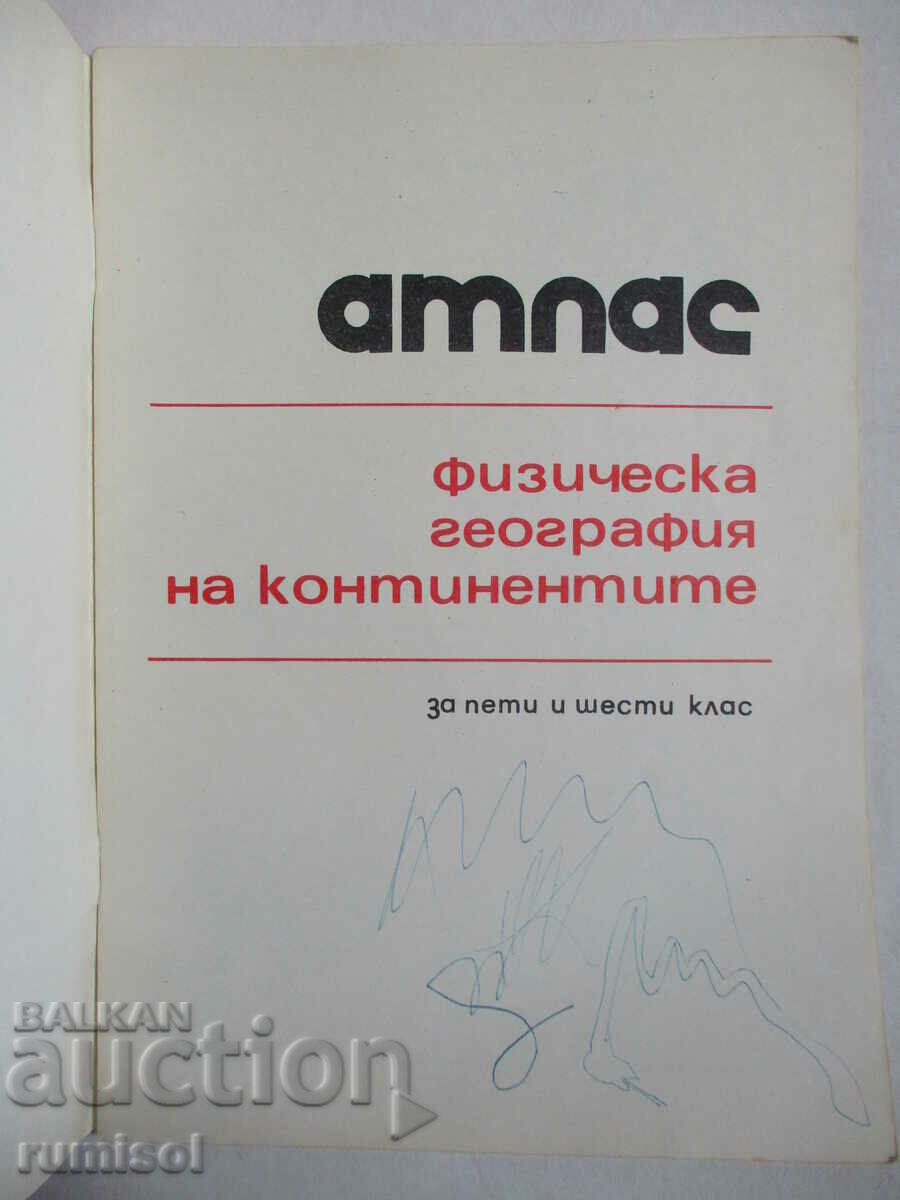 атлас
физическа
география
на континентите
за пети и шести клас
BALKAN
auction
rumisol